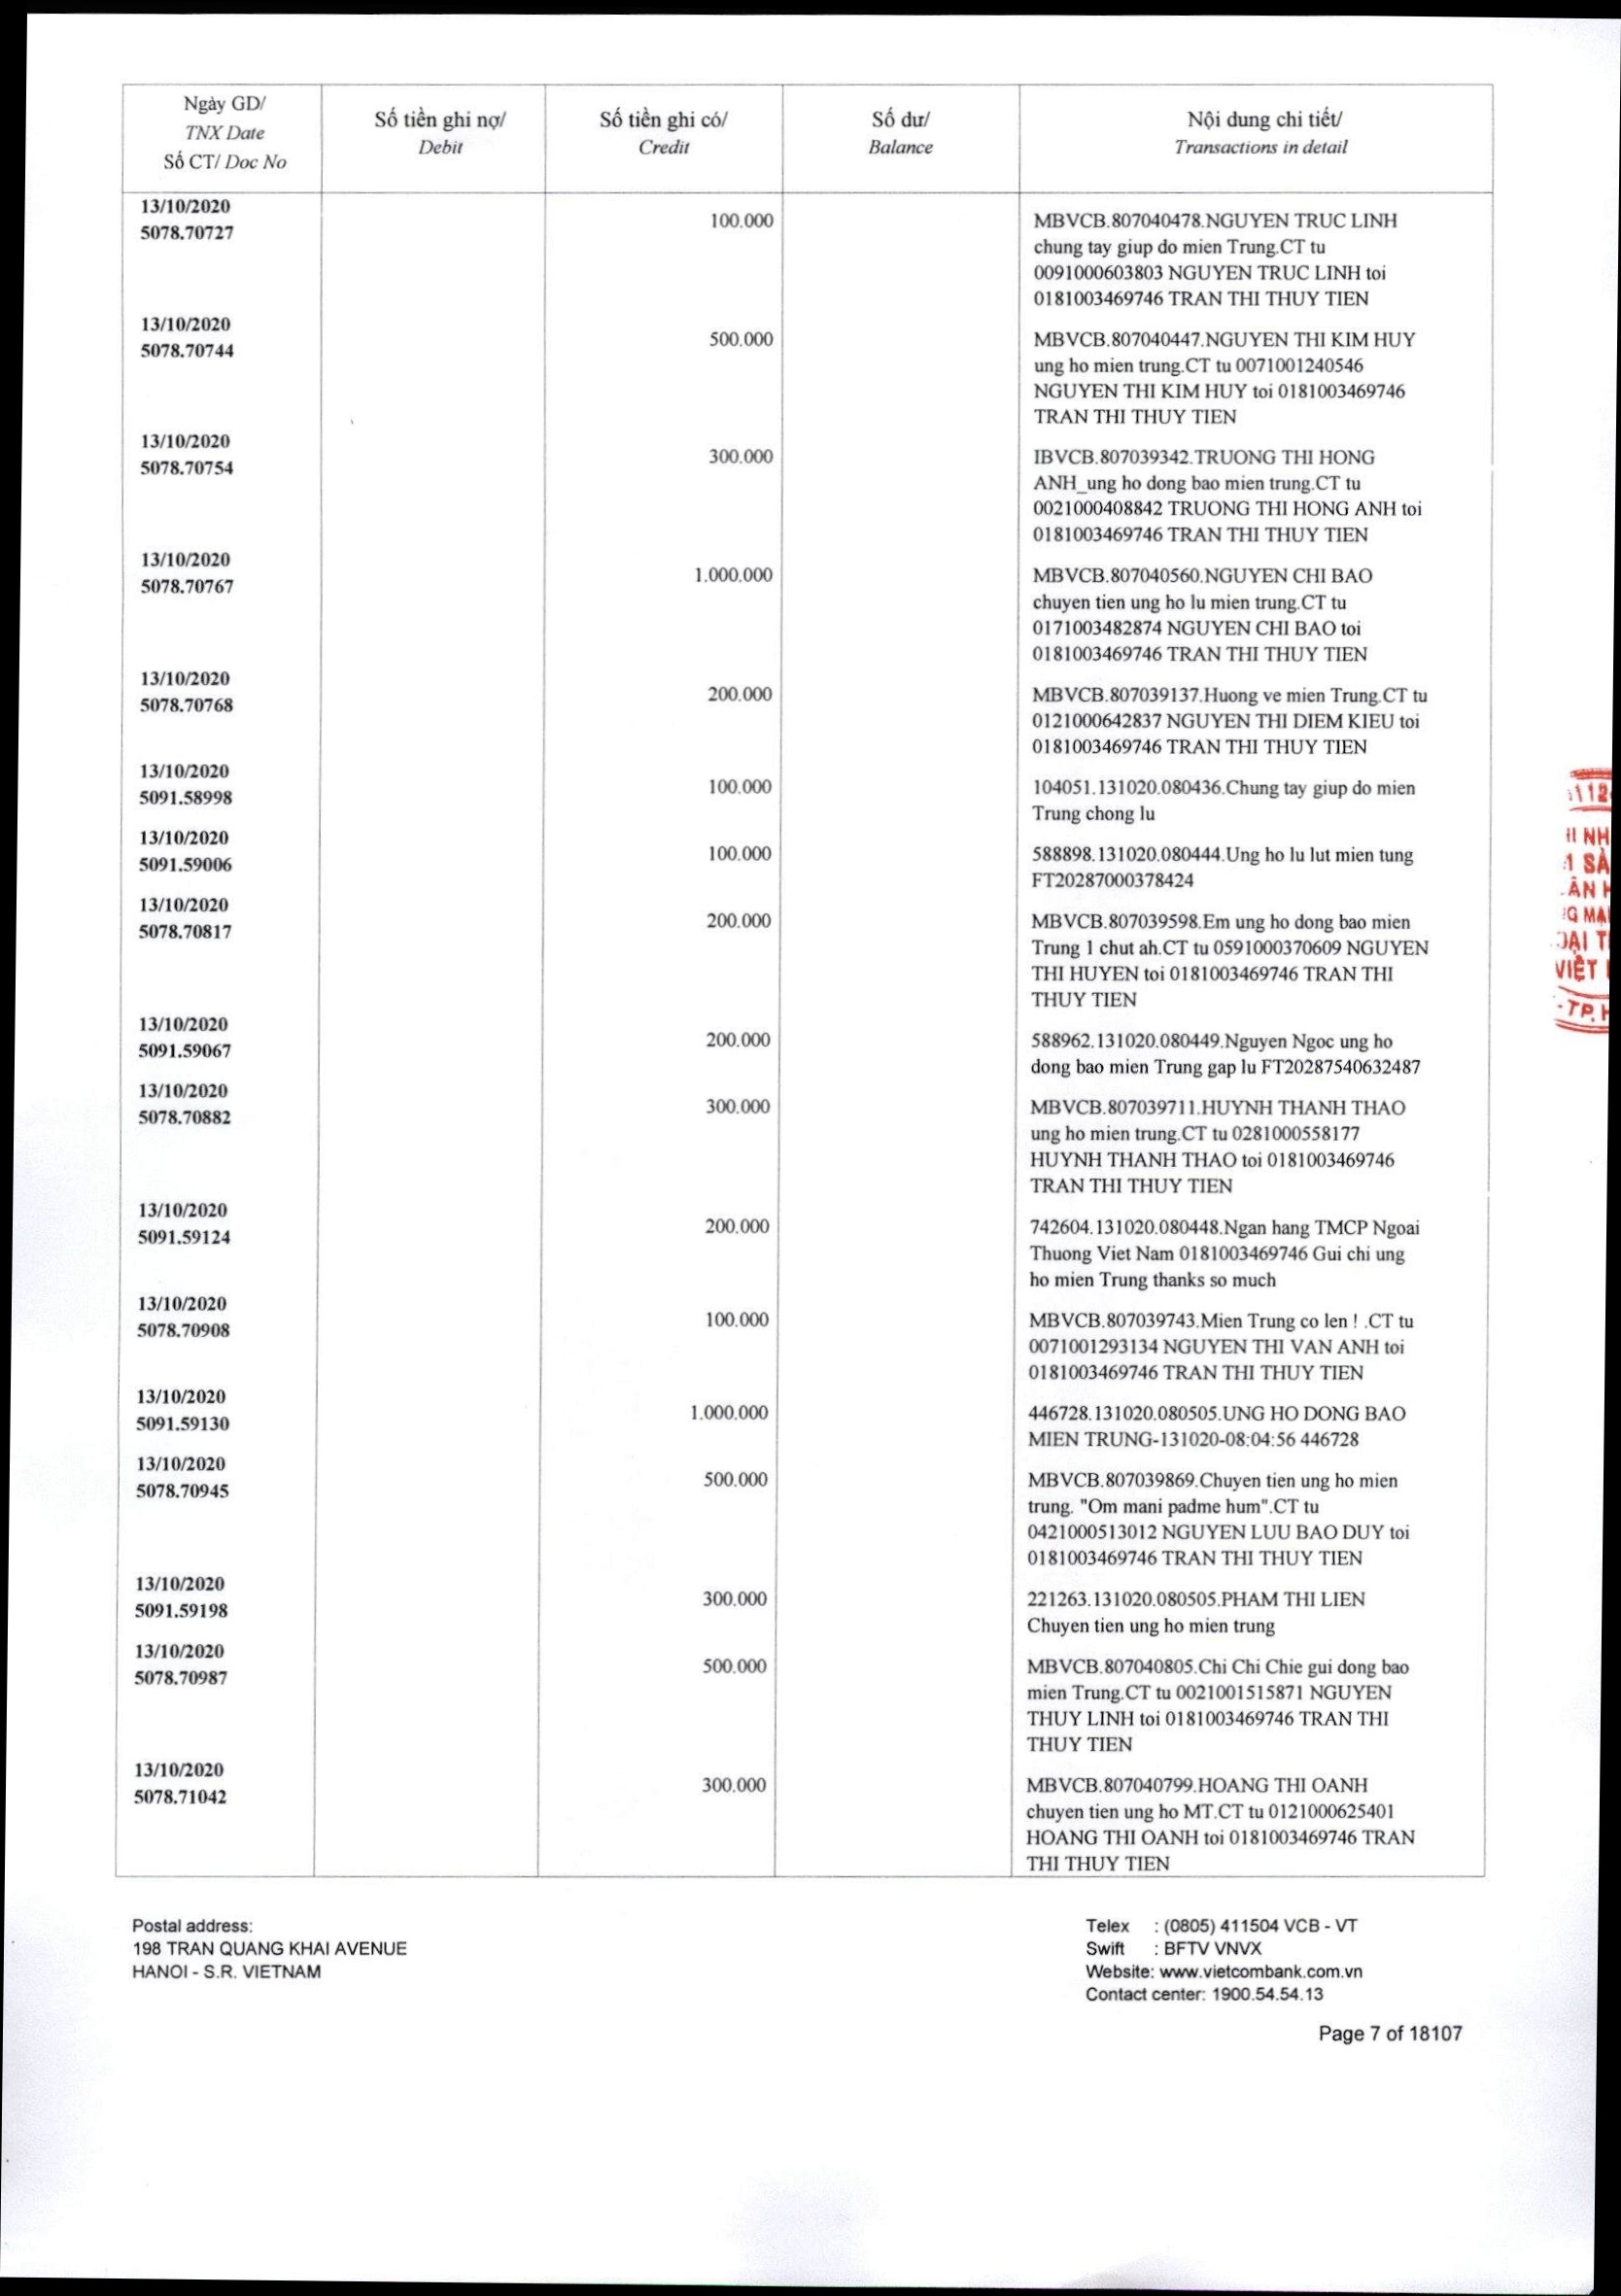 Ngày GD/
TNX Date
Số CT/ Doc No
Số tiền ghi nợ/
Debit
Số tiền ghi có/
Credit
Số dư/
Balance
Nội dung chi tiết/
Transactions in detail
13/10/2020
5078.70727
100.000
MBVCB.807040478.NGUYEN TRUC LINH
chung tay giup do mien Trung.CT tu
0091000603803 NGUYEN TRUC LINH toi
0181003469746 TRAN THI THUY TIEN
13/10/2020
5078.70744
500.000
MBVCB.807040447.NGUYEN THI KIM HUY
ung ho mien trung.CT tu 0071001240546
NGUYEN THI KIM HUY toi 0181003469746
TRAN THI THUY TIEN
13/10/2020
5078.70754
300.000
IBVCB.807039342.TRUONG THI HONG
ANH_ung ho dong bao mien trung.CT tu
0021000408842 TRUONG THI HONG ANH toi
0181003469746 TRAN THI THUY TIEN
13/10/2020
5078.70767
1.000.000
MBVCB.807040560.NGUYEN CHI BAO
chuyen tien ung ho lu mien trung.CT tu
0171003482874 NGUYEN CHI BAO toi
0181003469746 TRAN THI THUY TIEN
13/10/2020
5078.70768
200.000
MBVCB.807039137.Huong ve mien Trung.CT tu
0121000642837 NGUYEN THI DIEM KIEU toi
0181003469746 TRAN THI THUY TIEN
13/10/2020
5091.58998
100.000
104051.131020.080436.Chung tay giup do mien
Trung chong lu
13/10/2020
5091.59006
100.000
588898.131020.080444.Ung ho lu lut mien tung
FT20287000378424
13/10/2020
5078.70817
200.000
MBVCB.807039598.Em ung ho dong bao mien
Trung 1 chut ah.CT tu 0591000370609 NGUYEN
THI HUYEN toi 0181003469746 TRAN THI
THUY TIEN
13/10/2020
5091.59067
200.000
588962.131020.080449.Nguyen Ngoc ung ho
dong bao mien Trung gap lu FT20287540632487
13/10/2020
5078.70882
300.000
MBVCB.807039711.HUYNH THANH THAO
ung ho mien trung.CT tu 0281000558177
HUYNH THANH THAO toi 0181003469746
TRAN THI THUY TIEN
13/10/2020
5091.59124
200.000
742604.131020.080448.Ngan hang TMCP Ngoai
Thuong Viet Nam 0181003469746 Gui chi ung
ho mien Trung thanks so much
13/10/2020
5078.70908
100.000
MBVCB.807039743.Mien Trung co len ! .CT tu
0071001293134 NGUYEN THI VAN ANH toi
0181003469746 TRAN THI THUY TIEN
13/10/2020
5091.59130
1.000.000
446728.131020.080505.UNG HO DONG BAO
MIEN TRUNG-131020-08:04:56 446728
13/10/2020
5078.70945
500.000
MBVCB.807039869.Chuyen tien ung ho mien
trung. "Om mani padme hum".CT tu
0421000513012 NGUYEN LUU BAO DUY toi
0181003469746 TRAN THI THUY TIEN
13/10/2020
5091.59198
300.000
221263.131020.080505.PHAM THI LIEN
Chuyen tien ung ho mien trung
13/10/2020
5078.70987
500.000
MBVCB.807040805.Chi Chi Chie gui dong bao
mien Trung.CT tu 0021001515871 NGUYEN
THUY LINH toi 0181003469746 TRAN THI
THUY TIEN
13/10/2020
5078.71042
300.000
MBVCB.807040799.HOANG THI OANH
chuyen tien ung ho MT.CT tu 0121000625401
HOANG THI OANH toi 0181003469746 TRAN
THI THUY TIEN
112
NH
SÀ
ÂN
MẠ
VIỆT
TP.
Postal address:
198 TRAN QUANG KHAI AVENUE
HANOI - S.R. VIETNAM
Telex : (0805) 411504 VCB - VT
Swift : BFTV VNVX
Website: www.vietcombank.com.vn
Contact center: 1900.54.54.13
Page 7 of 18107